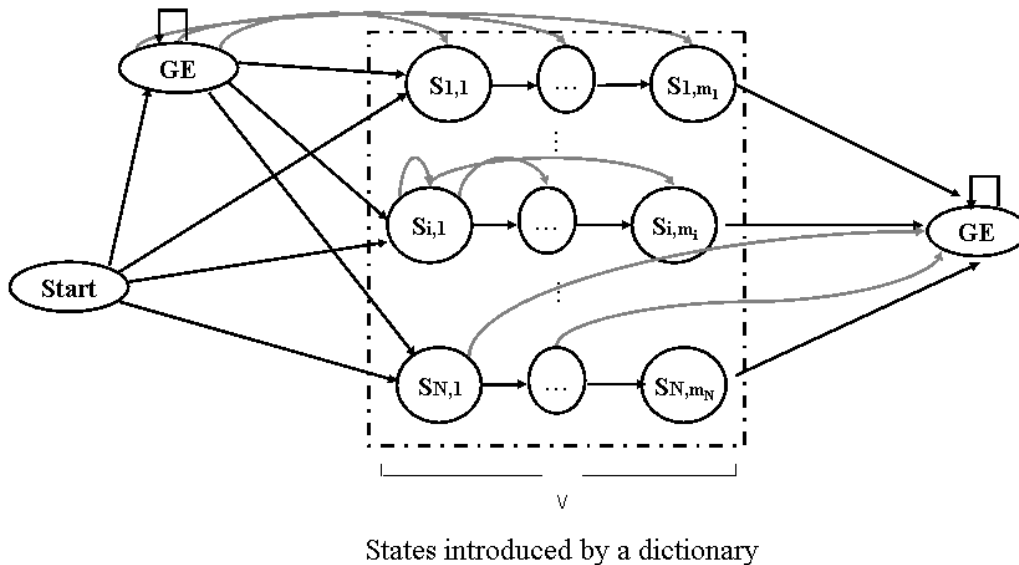 GE
S1,1 ... S1,m1
⋮
Si,1 ... Si,mi
GE
Start
⋮
SN,1 ... SN,mN
V
States introduced by a dictionary